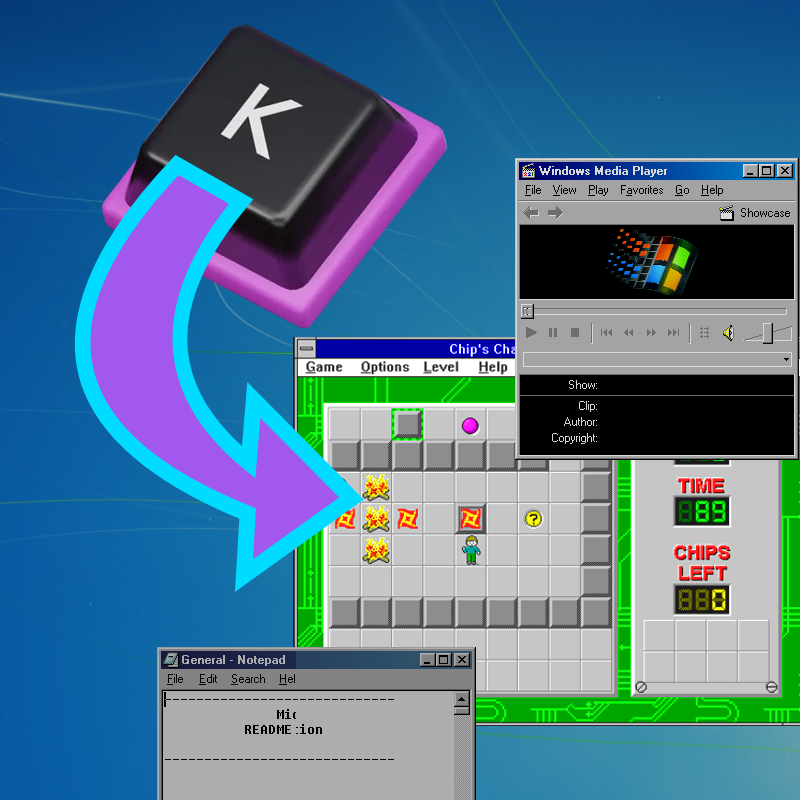 K
Windows Media Player
File View Play Favorites Go Help
Showcase
Show:
Clip:
Author:
Copyright:
Chip's Cha
Game Options Level Help
TIME
89
CHIPS
LEFT
0
?
General - Notepad
File Edit Search Hel
----------------------------
Mic
README:ion
----------------------------